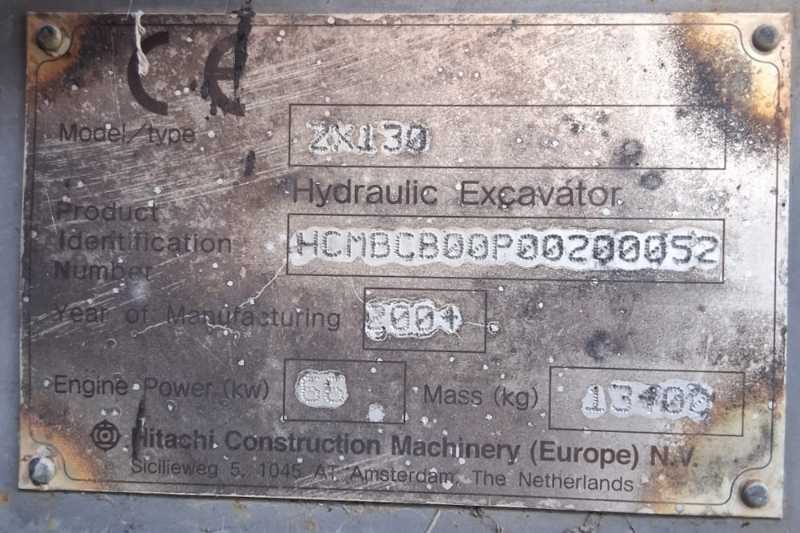 CE
Model/type ZX130
Hydraulic Excavator
Product
Identification HCMBCB00P00200052
Number
Year of Manufacturing 2004
Engine Power (kw) Mass (kg) 13400
Hitachi Construction Machinery (Europe) N.V.
Sicilieweg 5, 1045 AT Amsterdam, The Netherlands